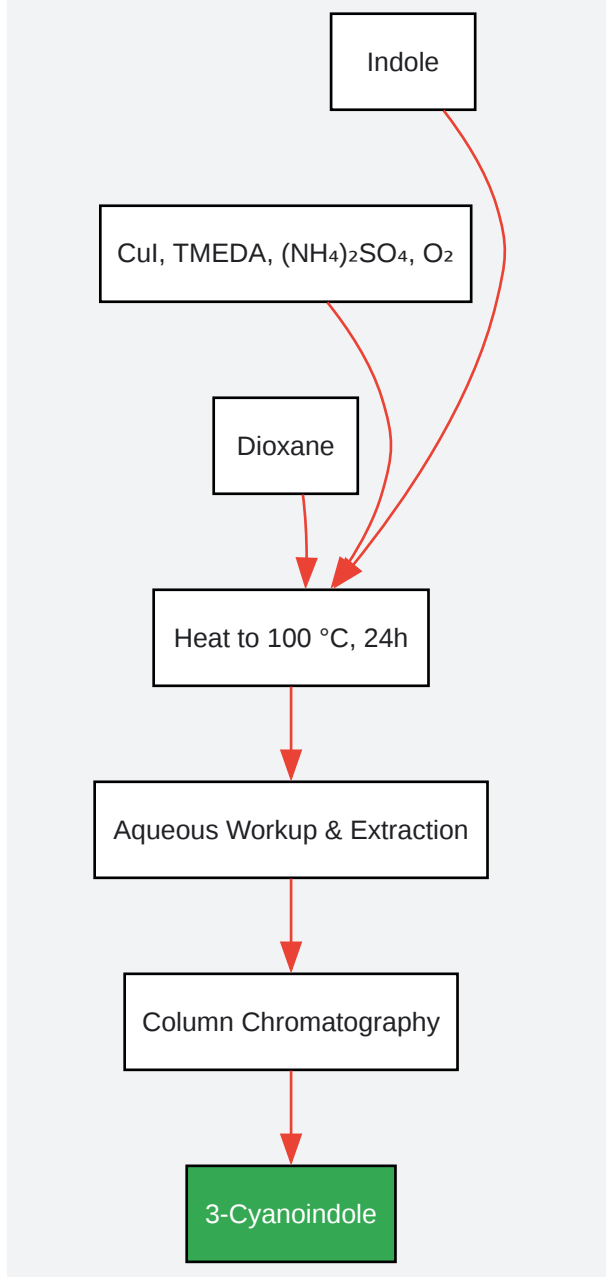 Indole
CuI, TMEDA, (NH₄)₂SO₄, O₂
Dioxane
Heat to 100 °C, 24h
Aqueous Workup & Extraction
Column Chromatography
3-Cyanoindole